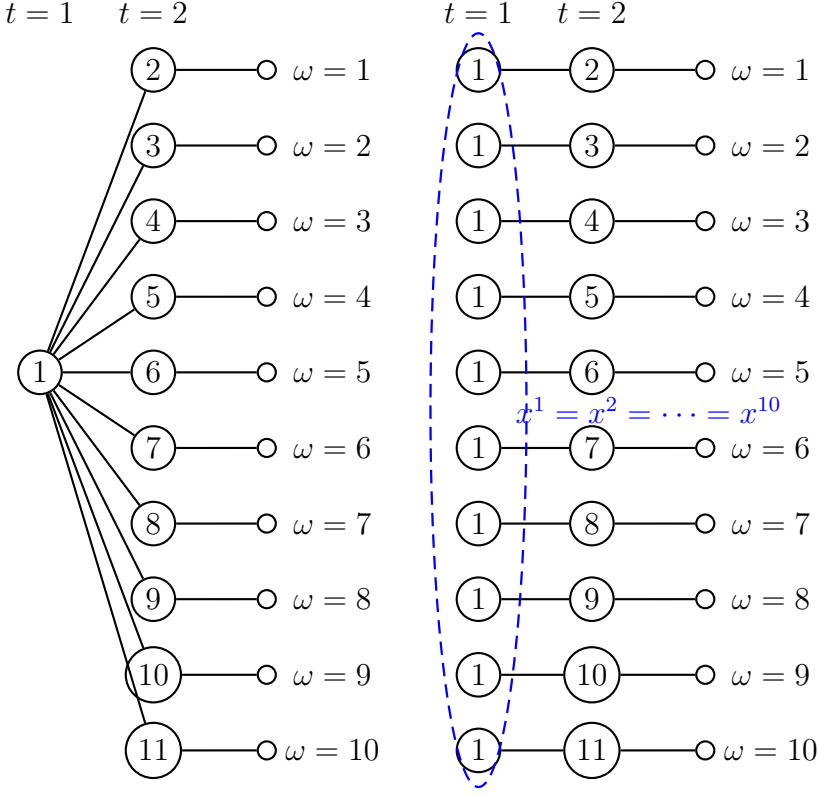 t = 1 t = 2 t = 1 t = 2
2 ω = 1 1 2 ω = 1
3 ω = 2 1 3 ω = 2
4 ω = 3 1 4 ω = 3
5 ω = 4 1 5 ω = 4
1 6 ω = 5 1 6 ω = 5
x^1 = x^2 = ⋯ = x^{10}
7 ω = 6 1 7 ω = 6
8 ω = 7 1 8 ω = 7
9 ω = 8 1 9 ω = 8
10 ω = 9 1 10 ω = 9
11 ω = 10 1 11 ω = 10